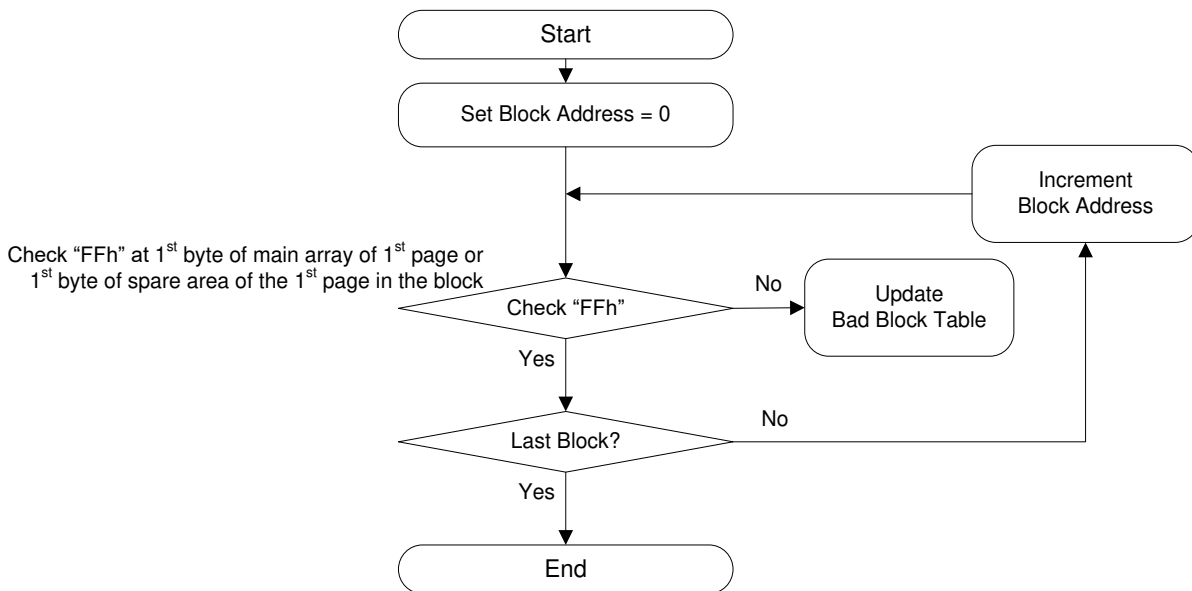 Start
Set Block Address = 0
Increment
Block Address
Check “FFh” at 1st byte of main array of 1st page or
1st byte of spare area of the 1st page in the block
Check “FFh”
No
Update
Bad Block Table
Yes
Last Block?
No
Yes
End